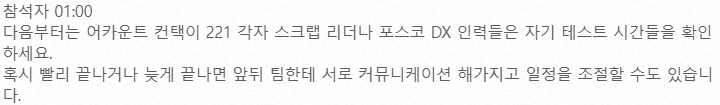 참석자 01:00
다음부터는 어카운트 컨택이 221 각자 스크랩 리더나 포스코 DX 인력들은 자기 테스트 시간들을 확인
하세요.
혹시 빨리 끝나거나 늦게 끝나면 앞뒤 팀한테 서로 커뮤니케이션 해가지고 일정을 조절할 수도 있습니
다.